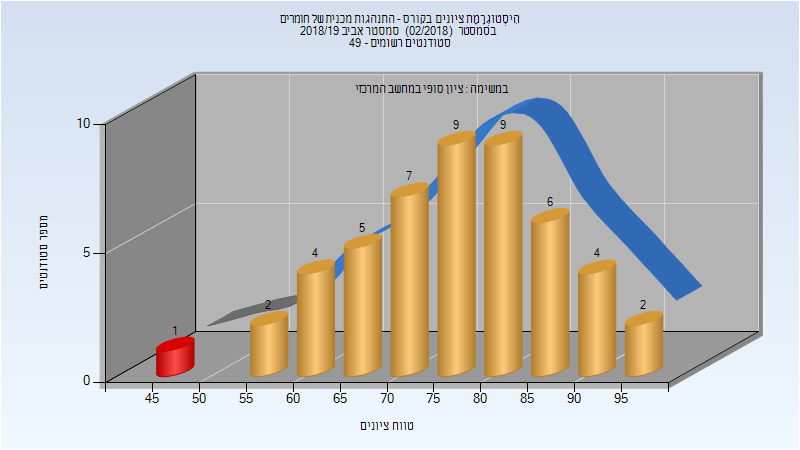 היסטוגרמת ציונים בקורס - התנהגות מכנית של חומרים
בסמסטר (02/2018) סמסטר אביב 2018/19
סטודנטים רשומים - 49
במשימה : ציון סופי במחשב המרכזי
10
5
0
מספר סטודנטים
1
2
4
5
7
9
9
6
4
2
45 50 55 60 65 70 75 80 85 90 95
טווח ציונים